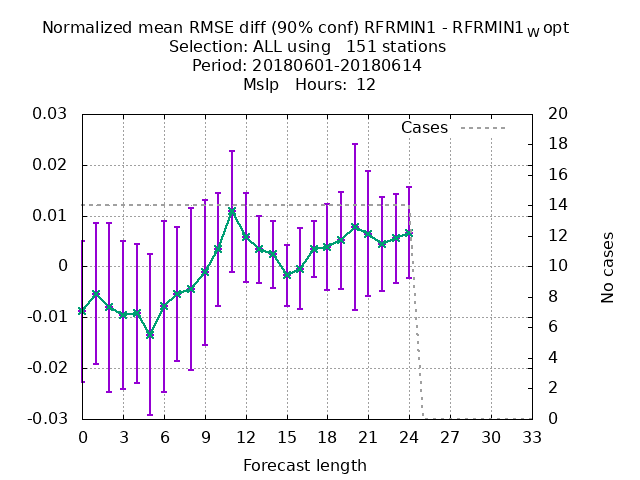 Normalized mean RMSE diff (90% conf) RFRMIN1 - RFRMIN1W opt
Selection: ALL using 151 stations
Period: 20180601-20180614
Mslp Hours: 12
Cases
0.03
0.02
0.01
0
-0.01
-0.02
-0.03
20
18
16
14
12
10
8
6
4
2
0
No cases
0 3 6 9 12 15 18 21 24 27 30 33
Forecast length